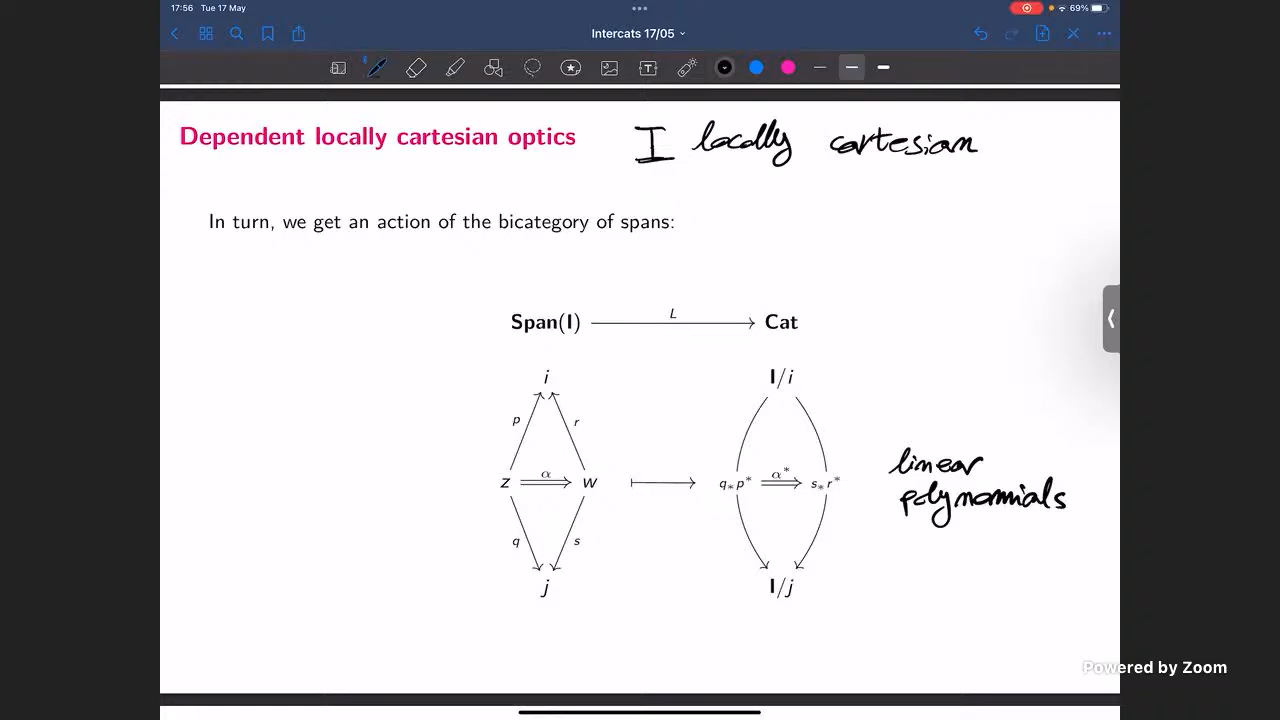 17:56 Tue 17 May
69%
Intercats 17/05
Dependent locally cartesian optics I locally cartesian
In turn, we get an action of the bicategory of spans:
Span(I) L Cat
i I/i
p r
α α*
z w q*p* s*r*
linear
polynomials
q s
j I/j
Powered by Zoom